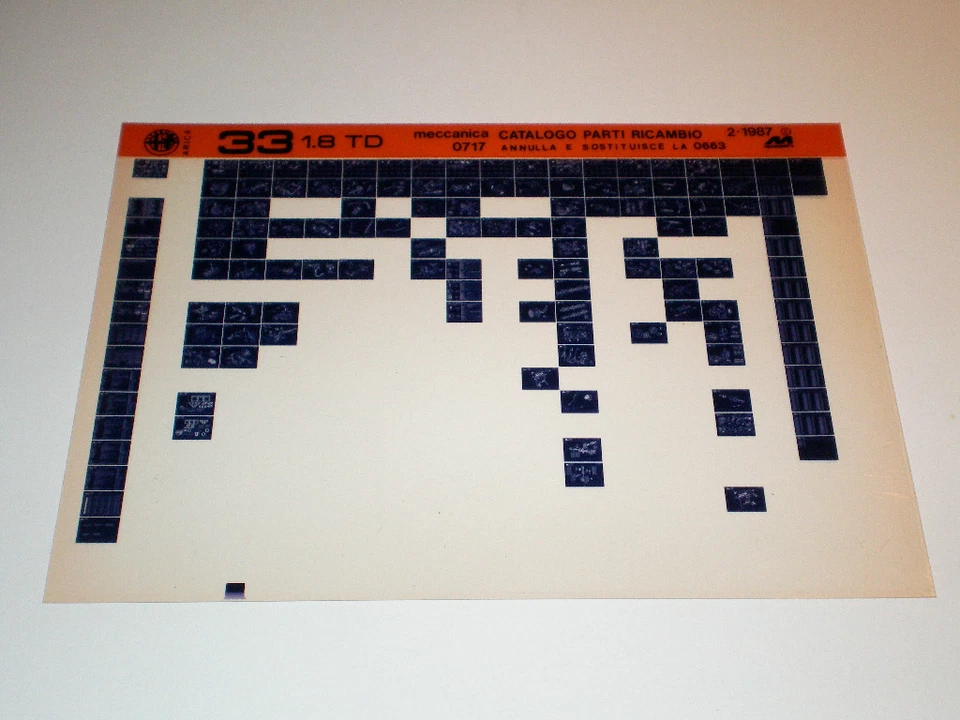 33 1.8 TD
meccanica CATALOGO PARTI RICAMBIO 2-1987
0717 ANNULLA E SOSTITUISCE LA 0663